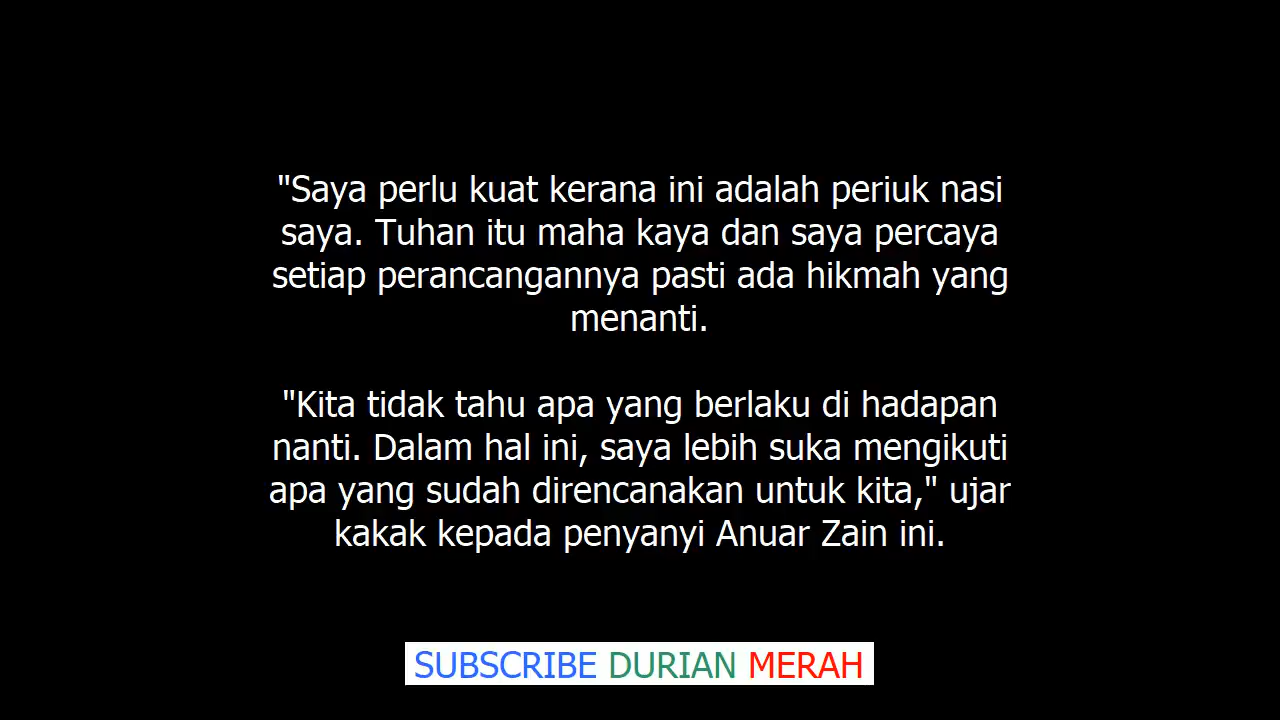 "Saya perlu kuat kerana ini adalah periuk nasi
saya. Tuhan itu maha kaya dan saya percaya
setiap perancangannya pasti ada hikmah yang
menanti.
"Kita tidak tahu apa yang berlaku di hadapan
nanti. Dalam hal ini, saya lebih suka mengikuti
apa yang sudah direncanakan untuk kita," ujar
kakak kepada penyanyi Anuar Zain ini.
SUBSCRIBE DURIAN MERAH